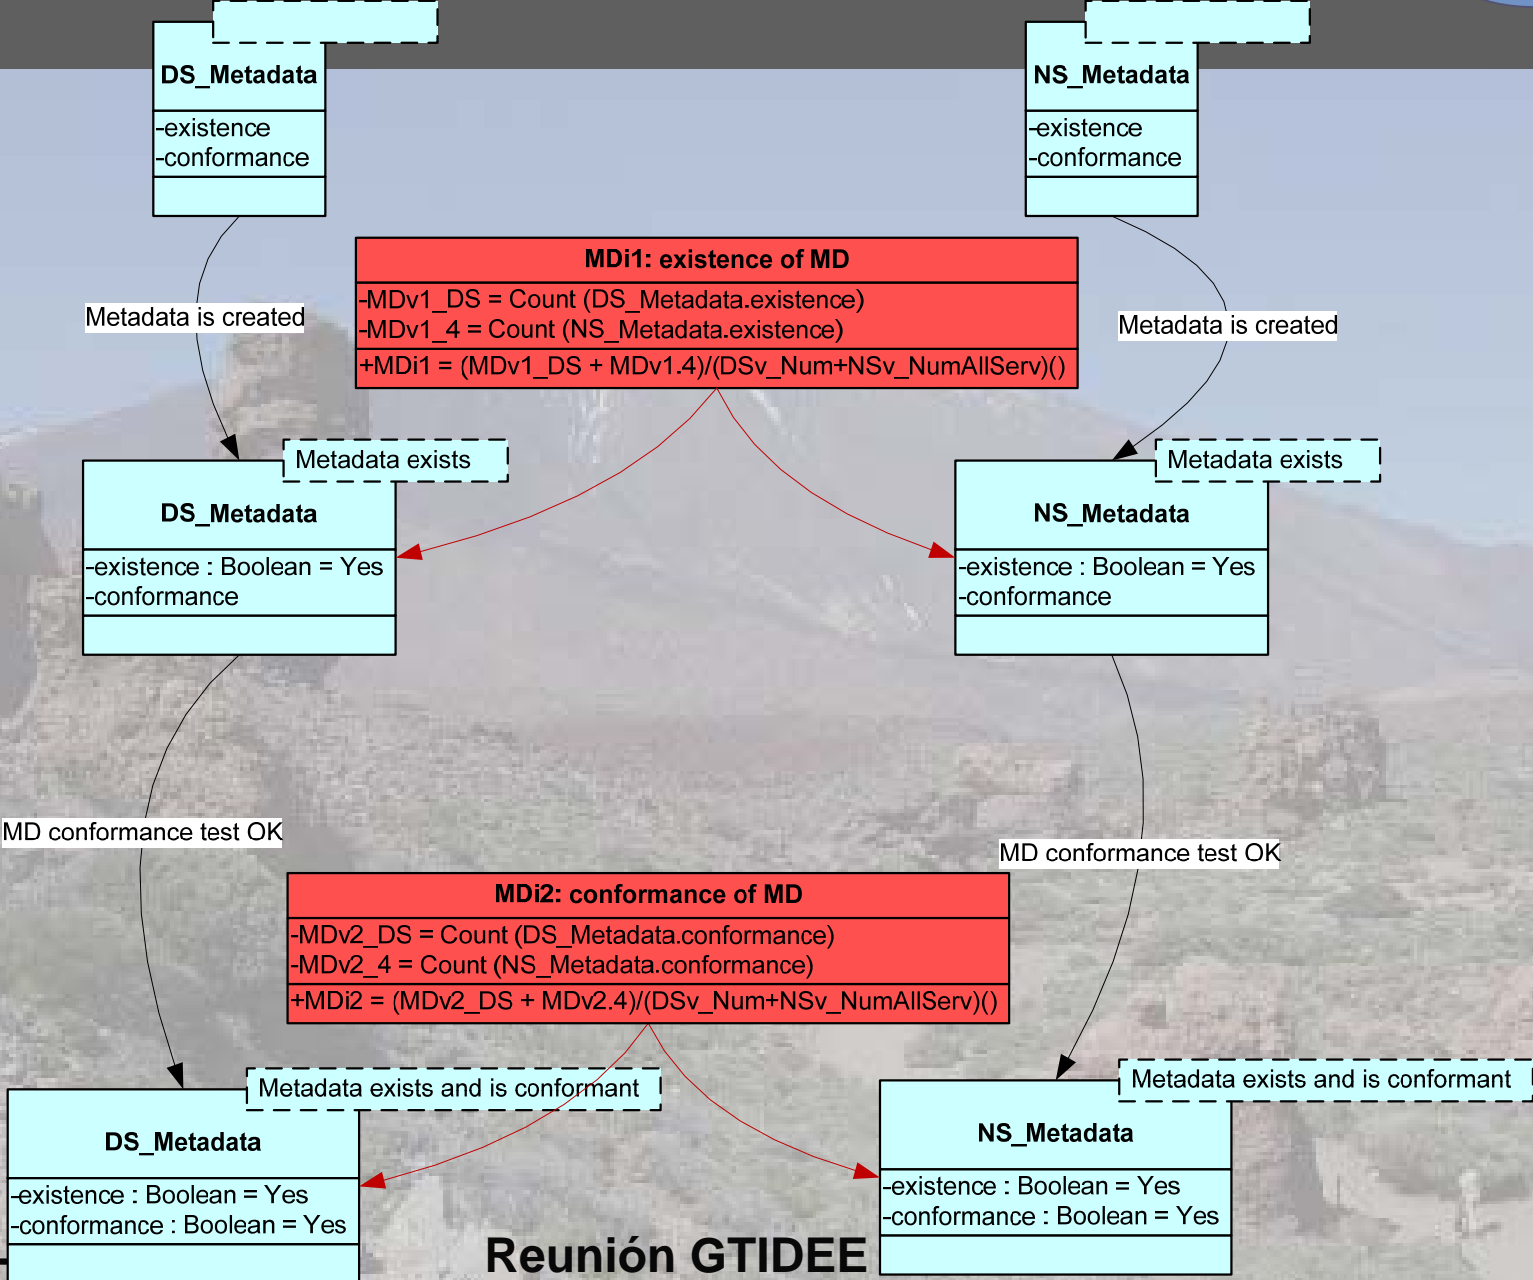 DS_Metadata
-existence
-conformance
NS_Metadata
-existence
-conformance
MDi1: existence of MD
-MDv1_DS = Count (DS_Metadata.existence)
-MDv1_4 = Count (NS_Metadata.existence)
+MDi1 = (MDv1_DS + MDv1.4)/(DSv_Num+NSv_NumAllServ)()
Metadata is created
Metadata is created
Metadata exists
DS_Metadata
-existence : Boolean = Yes
-conformance
Metadata exists
NS_Metadata
-existence : Boolean = Yes
-conformance
MD conformance test OK
MD conformance test OK
MDi2: conformance of MD
-MDv2_DS = Count (DS_Metadata.conformance)
-MDv2_4 = Count (NS_Metadata.conformance)
+MDi2 = (MDv2_DS + MDv2.4)/(DSv_Num+NSv_NumAllServ)()
Metadata exists and is conformant
DS_Metadata
-existence : Boolean = Yes
-conformance : Boolean = Yes
Metadata exists and is conformant
NS_Metadata
-existence : Boolean = Yes
-conformance : Boolean = Yes
Reunión GTIDEE